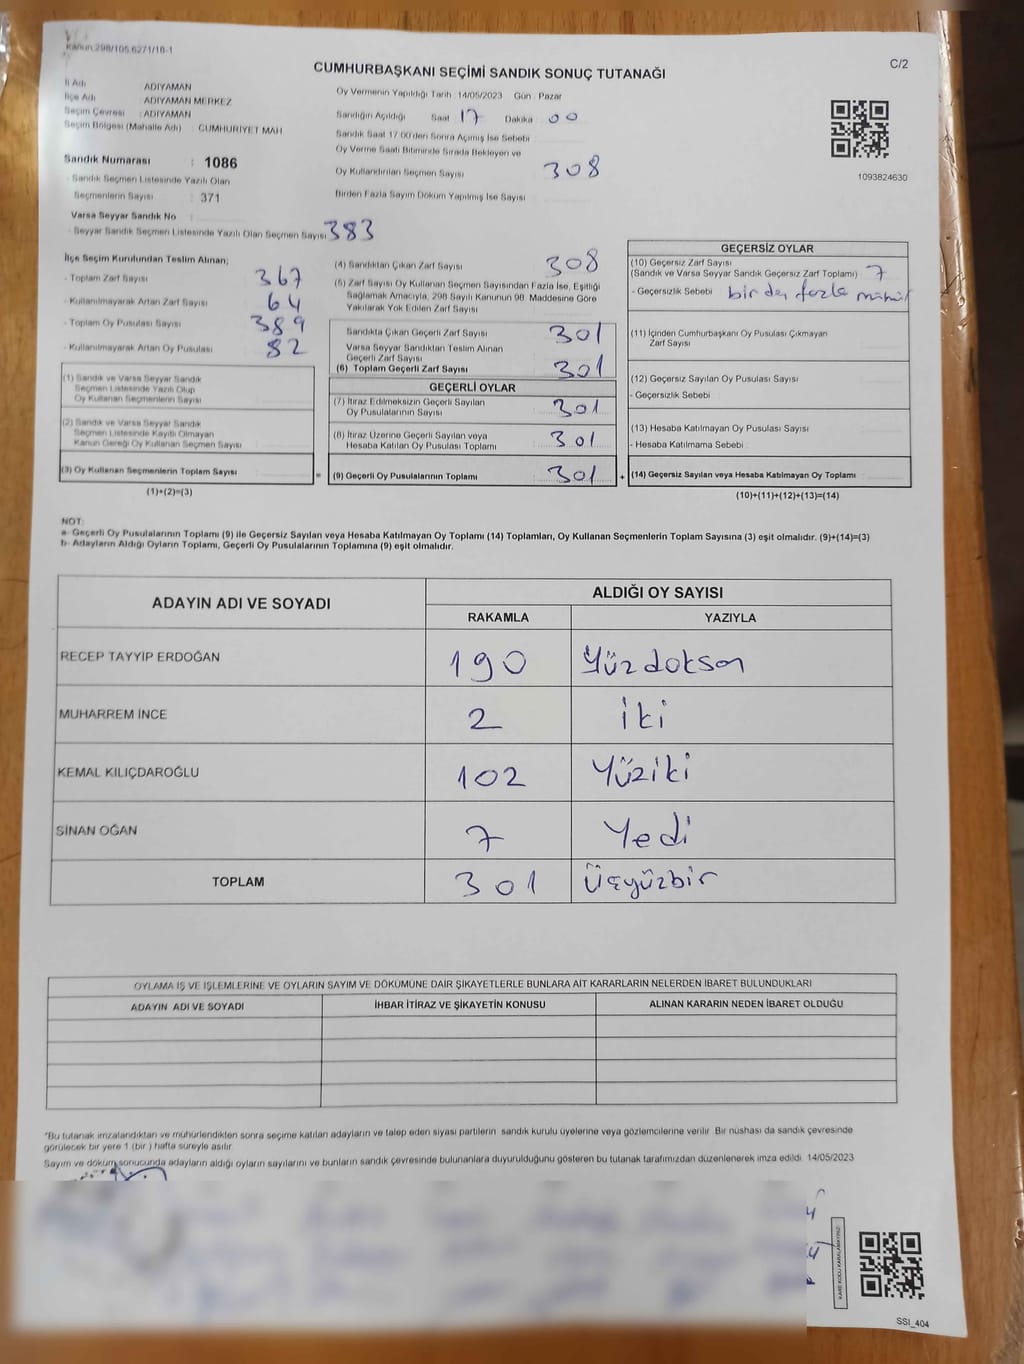 Kanun:298/105,6271/18-1
C/2
CUMHURBAŞKANI SEÇİMİ SANDIK SONUÇ TUTANAĞI
İl Adı ADIYAMAN
İlçe Adı ADIYAMAN MERKEZ
Seçim Çevresi : ADIYAMAN
Seçim Bölgesi (Mahalle Adı) : CUMHURİYET MAH
Sandık Numarası : 1086
- Sandık Seçmen Listesinde Yazılı Olan
Seçmenlerin Sayısı : 371
Varsa Seyyar Sandık No
- Seyyar Sandık Seçmen Listesinde Yazılı Olan Seçmen Sayısı 383
Oy Vermenin Yapıldığı Tarih 14/05/2023 Gün Pazar
Sandığın Açıldığı Saat 17 Dakika 00
Sandık Saat 17.00'den Sonra Açılmış İse Sebebi
Oy Verme Saati Bitiminde Sırada Bekleyen ve
Oy Kullandırılan Seçmen Sayısı 308
Birden Fazla Sayım Döküm Yapılmış İse Sayısı
1093824630
İlçe Seçim Kurulundan Teslim Alınan;
- Toplam Zarf Sayısı 367
- Kullanılmayarak Artan Zarf Sayısı 64
- Toplam Oy Pusulası Sayısı 389
- Kullanılmayarak Artan Oy Pusulası 82
(1) Sandık ve Varsa Seyyar Sandık
Seçmen Listesinde Yazılı Olup
Oy Kullanan Seçmenlerin Sayısı
(2) Sandık ve Varsa Seyyar Sandık
Seçmen Listesinde Kayıtlı Olmayan
Kanun Gereği Oy Kullanan Seçmen Sayısı
(3) Oy Kullanan Seçmenlerin Toplam Sayısı =
(1)+(2)=(3)
(4) Sandıktan Çıkan Zarf Sayısı 308
(5) Zarf Sayısı Oy Kullanan Seçmen Sayısından Fazla İse, Eşitliği
Sağlamak Amacıyla, 298 Sayılı Kanunun 98. Maddesine Göre
Yakılarak Yok Edilen Zarf Sayısı
Sandıkta Çıkan Geçerli Zarf Sayısı 301
Varsa Seyyar Sandıktan Teslim Alınan
Geçerli Zarf Sayısı
(6) Toplam Geçerli Zarf Sayısı 301
GEÇERLİ OYLAR
(7) İtiraz Edilmeksizin Geçerli Sayılan
Oy Pusulalarının Sayısı 301
(8) İtiraz Üzerine Geçerli Sayılan veya
Hesaba Katılan Oy Pusulası Toplamı 301
(9) Geçerli Oy Pusulalarının Toplamı 301 +
GEÇERSİZ OYLAR
(10) Geçersiz Zarf Sayısı
(Sandık ve Varsa Seyyar Sandık Geçersiz Zarf Toplamı) 7
- Geçersizlik Sebebi birden fazla mühür
(11) İçinden Cumhurbaşkanı Oy Pusulası Çıkmayan
Zarf Sayısı
(12) Geçersiz Sayılan Oy Pusulası Sayısı
- Geçersizlik Sebebi
(13) Hesaba Katılmayan Oy Pusulası Sayısı
- Hesaba Katılmama Sebebi
(14) Geçersiz Sayılan veya Hesaba Katılmayan Oy Toplamı
(10)+(11)+(12)+(13)=(14)
NOT:
a- Geçerli Oy Pusulalarının Toplamı (9) ile Geçersiz Sayılan veya Hesaba Katılmayan Oy Toplamı (14) Toplamları, Oy Kullanan Seçmenlerin Toplam Sayısına (3) eşit olmalıdır. (9)+(14)=(3)
b- Adayların Aldığı Oyların Toplamı, Geçerli Oy Pusulalarının Toplamına (9) eşit olmalıdır.
ADAYIN ADI VE SOYADI ALDIĞI OY SAYISI
RAKAMLA YAZIYLA
RECEP TAYYİP ERDOĞAN 190 Yüzdoksan
MUHARREM İNCE 2 iki
KEMAL KILIÇDAROĞLU 102 Yüziki
SİNAN OĞAN 7 Yedi
TOPLAM 301 Üçyüzbir
OYLAMA İŞ VE İŞLEMLERİNE VE OYLARIN SAYIM VE DÖKÜMÜNE DAİR ŞİKAYETLERLE BUNLARA AİT KARARLARIN NELERDEN İBARET BULUNDUKLARI
ADAYIN ADI VE SOYADI İHBAR İTİRAZ VE ŞİKAYETİN KONUSU ALINAN KARARIN NEDEN İBARET OLDUĞU
*Bu tutanak imzalandıktan ve mühürlendikten sonra seçime katılan adayların ve talep eden siyasi partilerin sandık kurulu üyelerine veya gözlemcilerine verilir. Bir nüshası da sandık çevresinde
görülecek bir yere 1 (bir) hafta süreyle asılır.
Sayım ve döküm sonucunda adayların aldığı oyların sayılarını ve bunların sandık çevresinde bulunanlara duyurulduğunu gösteren bu tutanak tarafımızdan düzenlenerek imza edildi. 14/05/2023
SSI_404